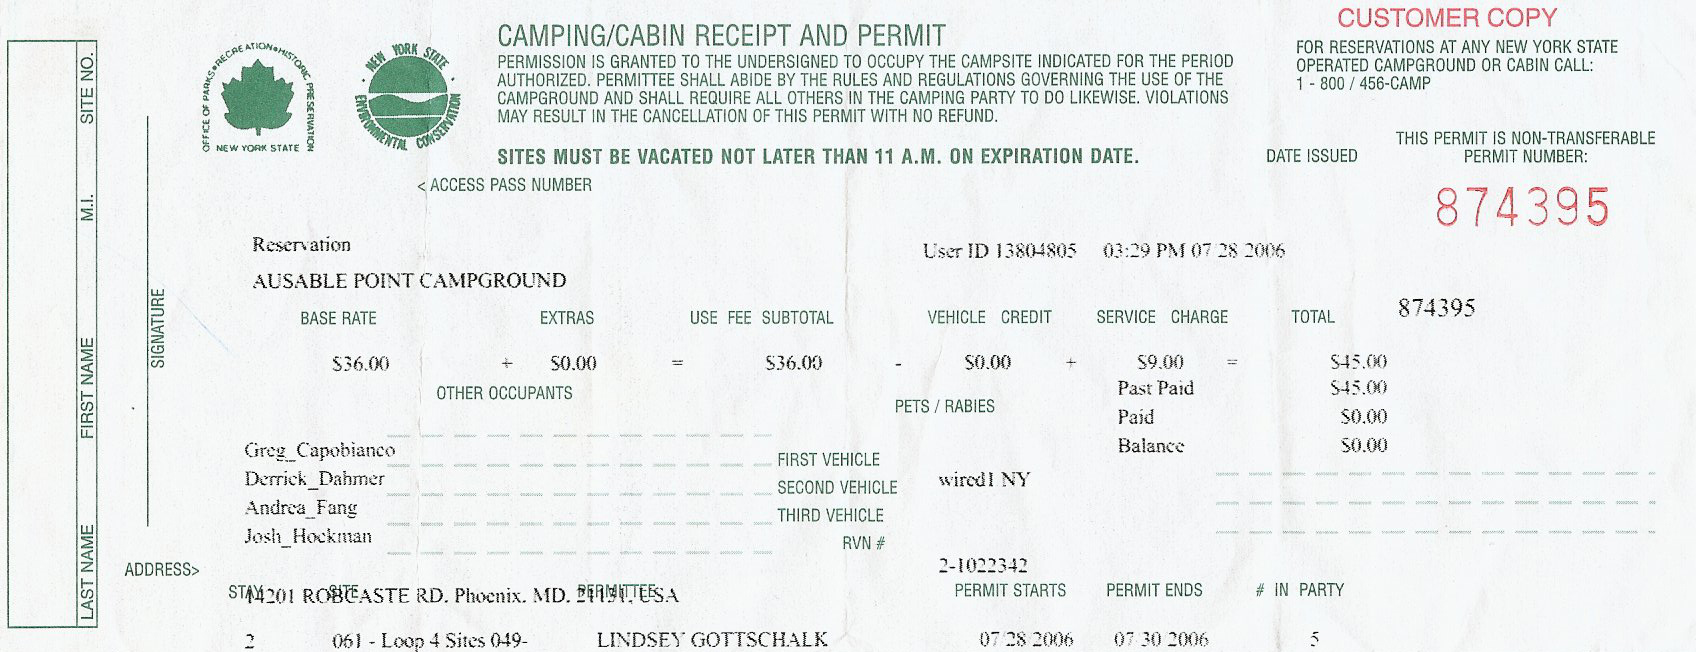 CUSTOMER COPY
CAMPING/CABIN RECEIPT AND PERMIT
FOR RESERVATIONS AT ANY NEW YORK STATE
OPERATED CAMPGROUND OR CABIN CALL:
1 - 800 / 456-CAMP
PERMISSION IS GRANTED TO THE UNDERSIGNED TO OCCUPY THE CAMPSITE INDICATED FOR THE PERIOD
AUTHORIZED. PERMITTEE SHALL ABIDE BY THE RULES AND REGULATIONS GOVERNING THE USE OF THE
CAMPGROUND AND SHALL REQUIRE ALL OTHERS IN THE CAMPING PARTY TO DO LIKEWISE. VIOLATIONS
MAY RESULT IN THE CANCELLATION OF THIS PERMIT WITH NO REFUND.
OFFICE OF PARKS•RECREATION•HISTORIC PRESERVATION
NEW YORK STATE
NEW YORK STATE
ENVIRONMENTAL CONSERVATION
SITES MUST BE VACATED NOT LATER THAN 11 A.M. ON EXPIRATION DATE.
DATE ISSUED
THIS PERMIT IS NON-TRANSFERABLE
PERMIT NUMBER:
874395
< ACCESS PASS NUMBER
Reservation
User ID 13804805 03:29 PM 07 28 2006
AUSABLE POINT CAMPGROUND
874395
BASE RATE EXTRAS USE FEE SUBTOTAL VEHICLE CREDIT SERVICE CHARGE TOTAL
$36.00 + $0.00 = $36.00 - $0.00 + $9.00 = $45.00
Past Paid $45.00
Paid $0.00
Balance $0.00
OTHER OCCUPANTS
PETS / RABIES
Greg_Capobianco
Derrick_Dahmer
Andrea_Fang
Josh_Hockman
FIRST VEHICLE
SECOND VEHICLE
THIRD VEHICLE
RVN #
wired1 NY
2-1022342
ADDRESS>
14201 ROBCASTE RD. Phoenix. MD. 21131, USA
STAY SITE PERMITTEE PERMIT STARTS PERMIT ENDS # IN PARTY
2 061 - Loop 4 Sites 049- LINDSEY GOTTSCHALK 07 28 2006 07 30 2006 5
SITE NO.
M.I.
FIRST NAME
LAST NAME
SIGNATURE